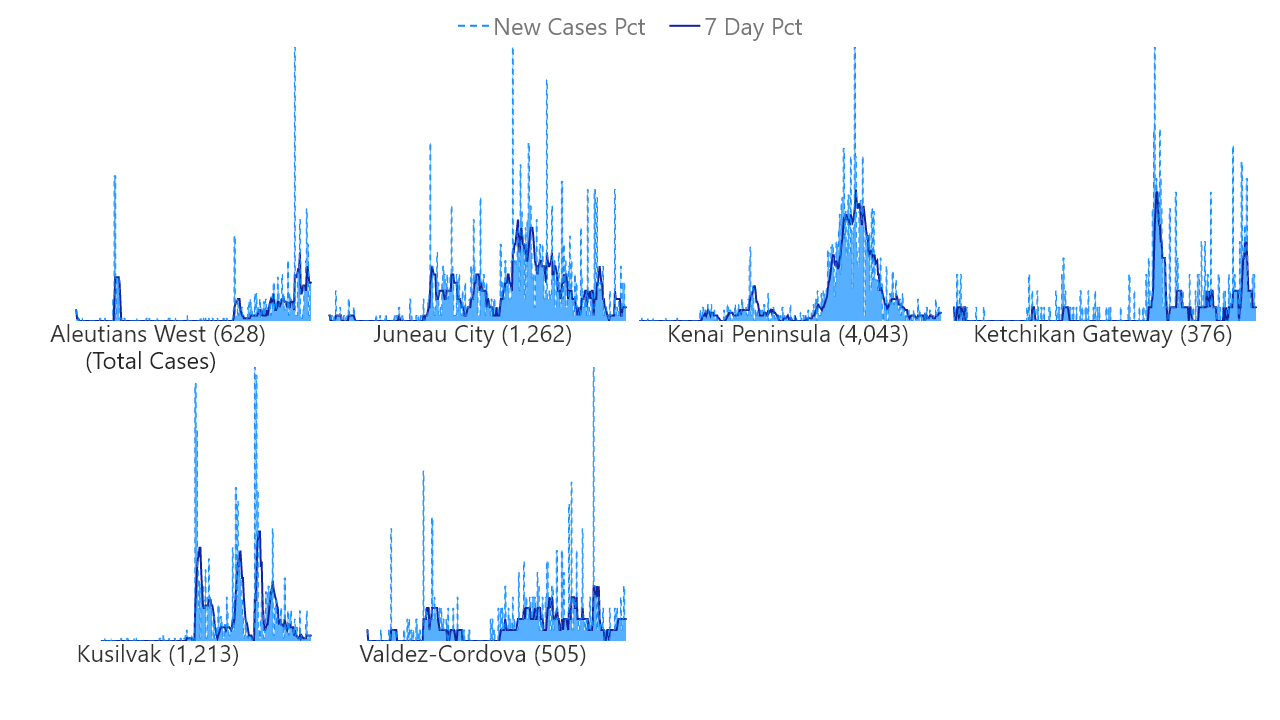 New Cases Pct 7 Day Pct
Aleutians West (628)
(Total Cases)
Juneau City (1,262)
Kenai Peninsula (4,043)
Ketchikan Gateway (376)
Kusilvak (1,213)
Valdez-Cordova (505)